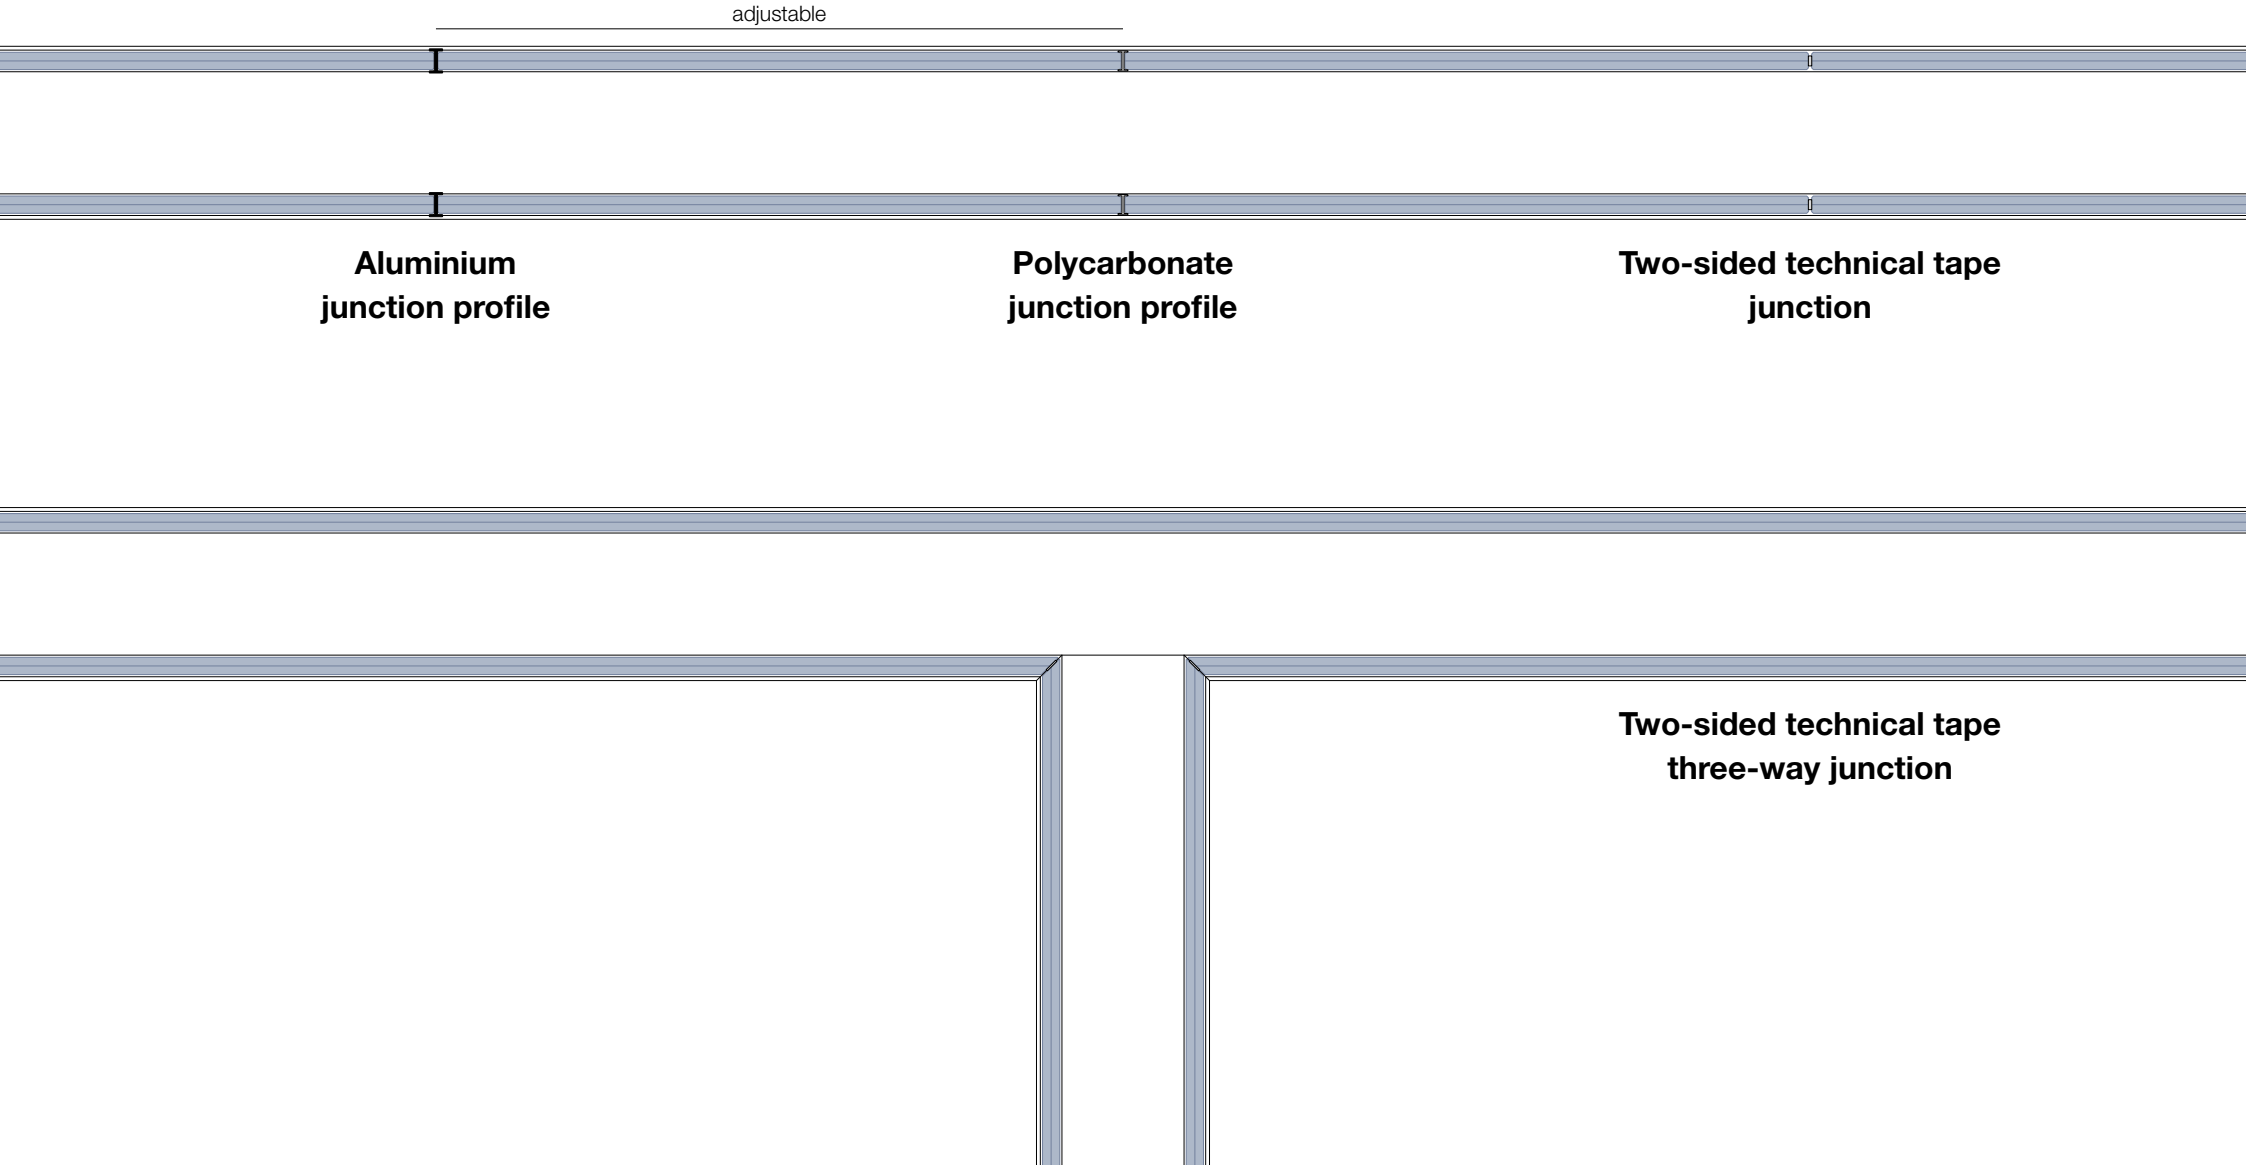 adjustable
Aluminium
junction profile
Polycarbonate
junction profile
Two-sided technical tape
junction
Two-sided technical tape
three-way junction